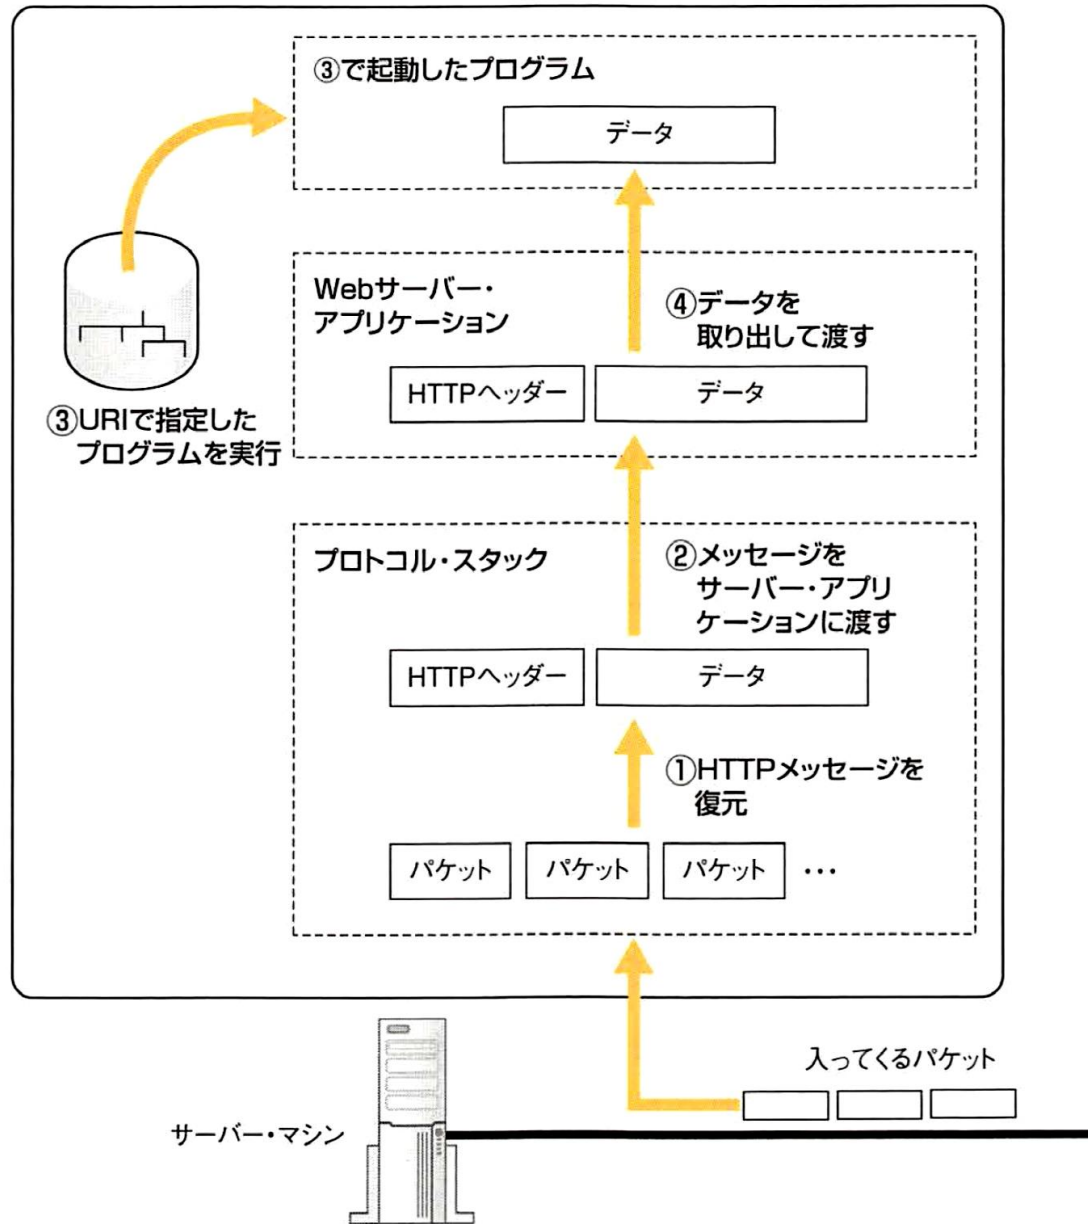 ③で起動したプログラム
データ
Webサーバー・
アプリケーション
④データを
取り出して渡す
HTTPヘッダー
データ
③URIで指定した
プログラムを実行
プロトコル・スタック
②メッセージを
サーバー・アプリ
ケーションに渡す
HTTPヘッダー
データ
①HTTPメッセージを
復元
パケット
パケット
パケット
…
入ってくるパケット
サーバー・マシン